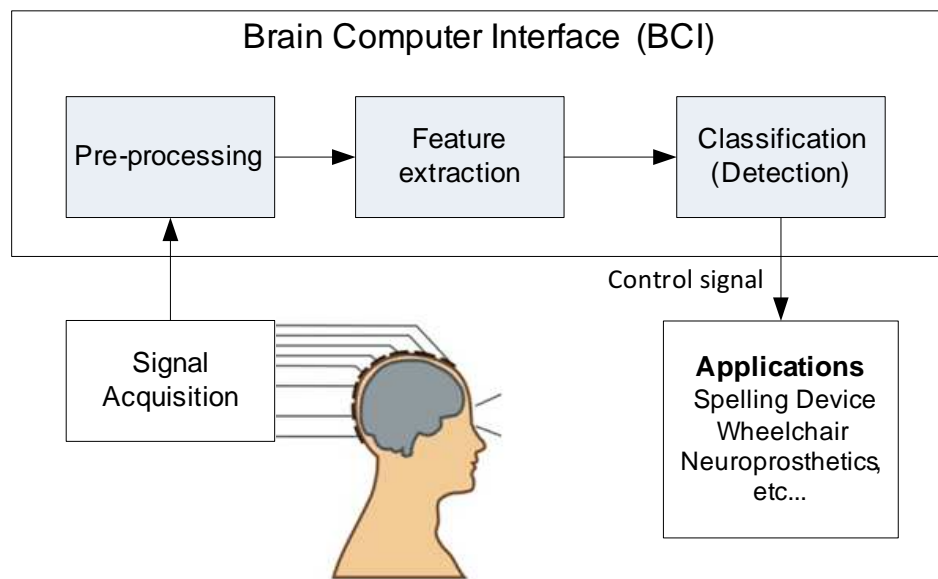 Brain Computer Interface (BCI)
Pre-processing
Feature
extraction
Classification
(Detection)
Control signal
Signal
Acquisition
Applications
Spelling Device
Wheelchair
Neuroprosthetics,
etc...